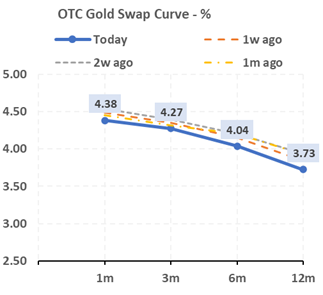 OTC Gold Swap Curve - %
Today
1w ago
2w ago
1m ago
5.00
4.50
4.00
3.50
3.00
2.50
4.38
4.27
4.04
3.73
1m
3m
6m
12m